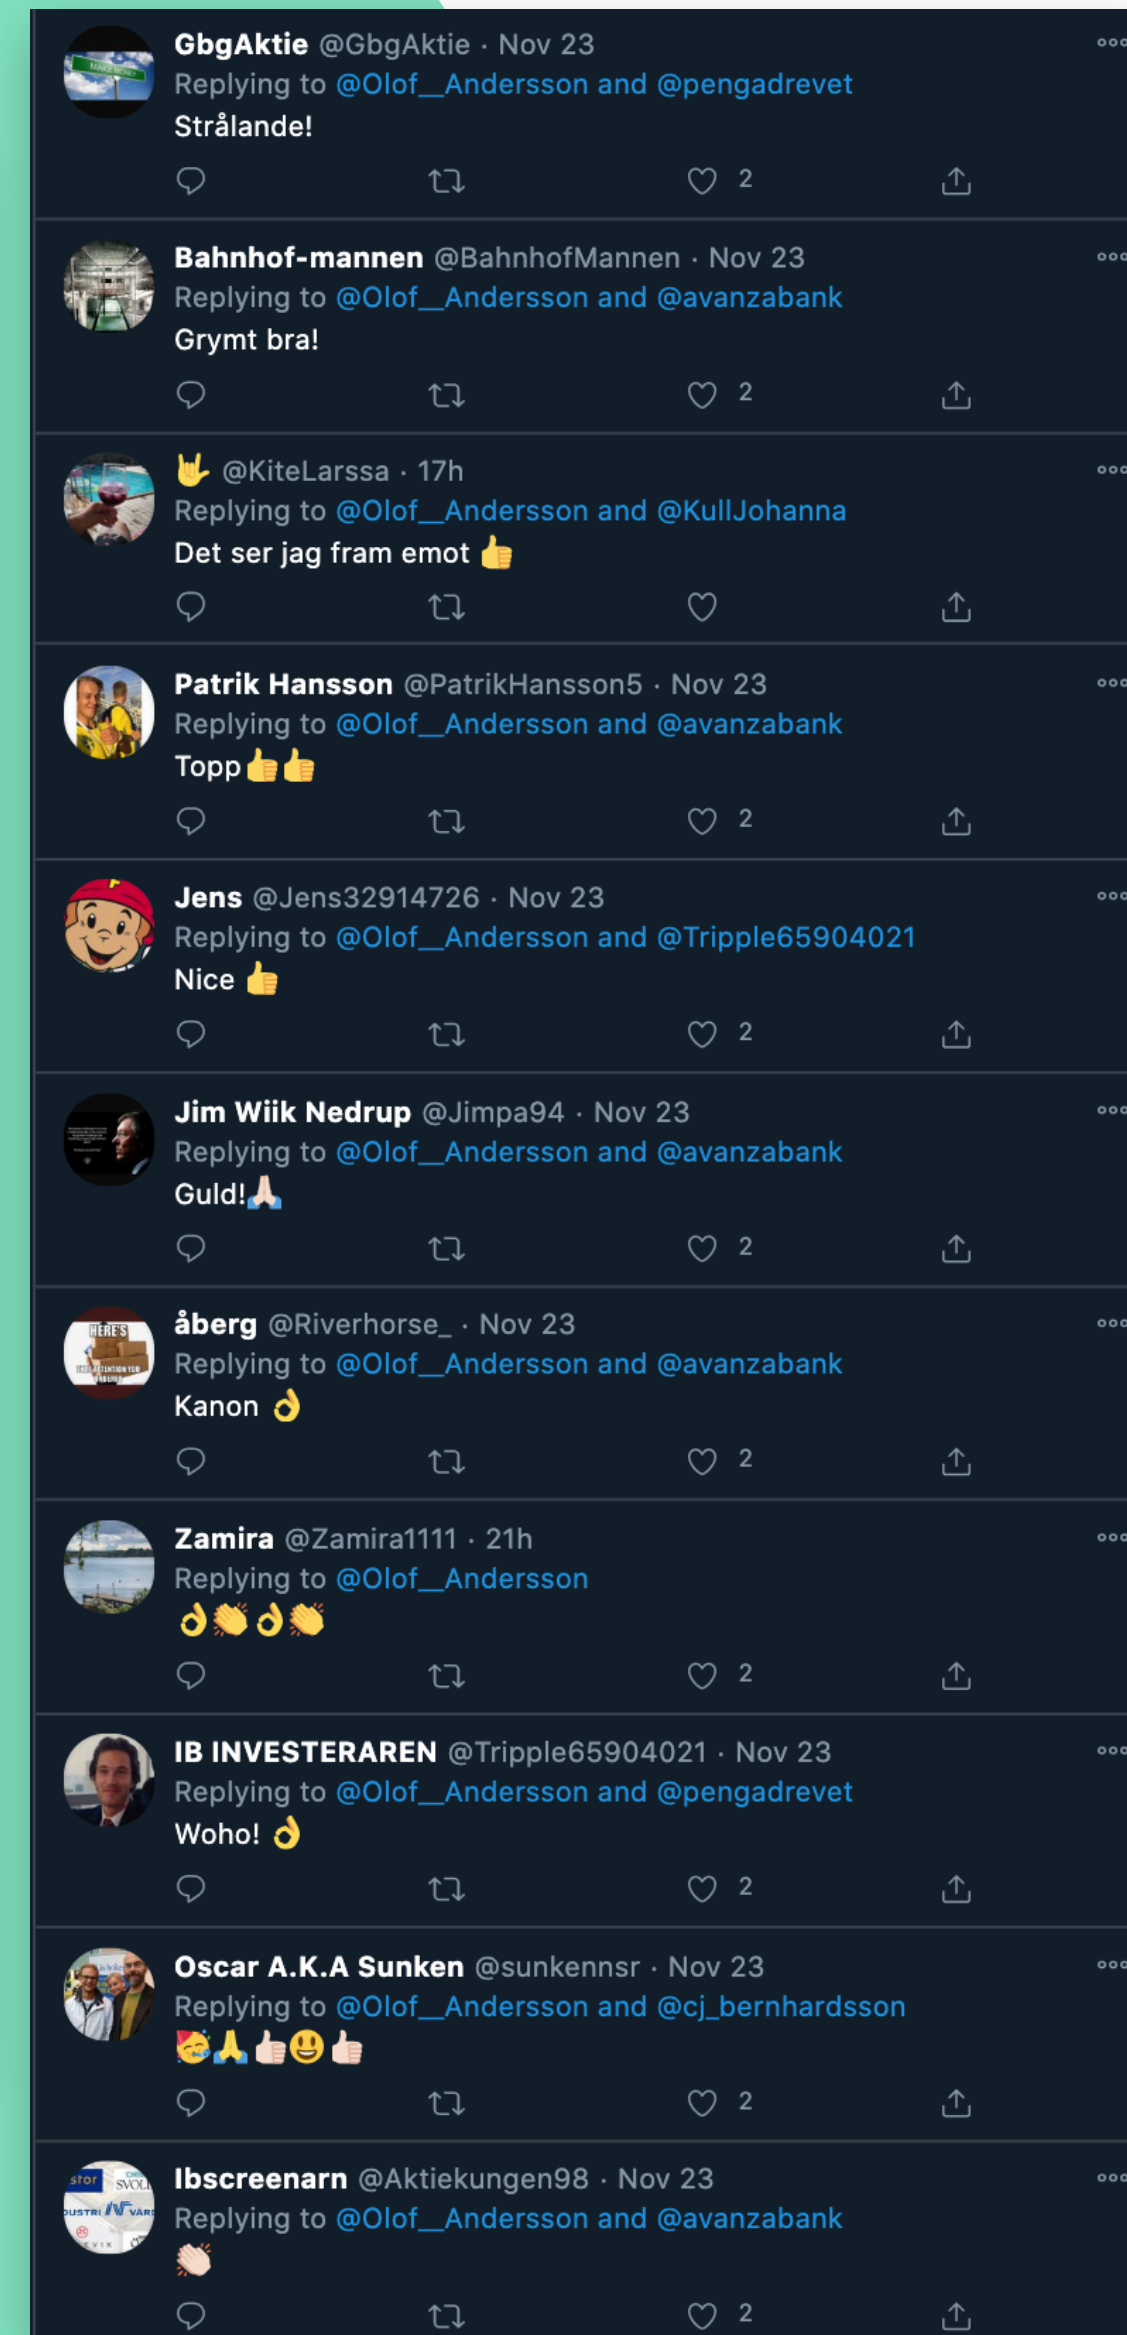 GbgAktie @GbgAktie · Nov 23
Replying to @Olof__Andersson and @pengadrevet
Strålande!
2
Bahnhof-mannen @BahnhofMannen · Nov 23
Replying to @Olof__Andersson and @avanzabank
Grymt bra!
2
🤟 @KiteLarssa · 17h
Replying to @Olof__Andersson and @KullJohanna
Det ser jag fram emot 👍
Patrik Hansson @PatrikHansson5 · Nov 23
Replying to @Olof__Andersson and @avanzabank
Topp👍👍
2
Jens @Jens32914726 · Nov 23
Replying to @Olof__Andersson and @Tripple65904021
Nice 👍
2
Jim Wiik Nedrup @Jimpa94 · Nov 23
Replying to @Olof__Andersson and @avanzabank
Guld!🙏🏻
2
HERE'S
åberg @Riverhorse_ · Nov 23
Replying to @Olof__Andersson and @avanzabank
Kanon 👌
2
Zamira @Zamira1111 · 21h
Replying to @Olof__Andersson
👌👏👌👏
2
IB INVESTERAREN @Tripple65904021 · Nov 23
Replying to @Olof__Andersson and @pengadrevet
Woho! 👌
2
Oscar A.K.A Sunken @sunkennsr · Nov 23
Replying to @Olof__Andersson and @cj_bernhardsson
🥳🙏👍🏻😃👍🏻
2
Ibscreenarn @Aktiekungen98 · Nov 23
Replying to @Olof__Andersson and @avanzabank
👏🏻
2